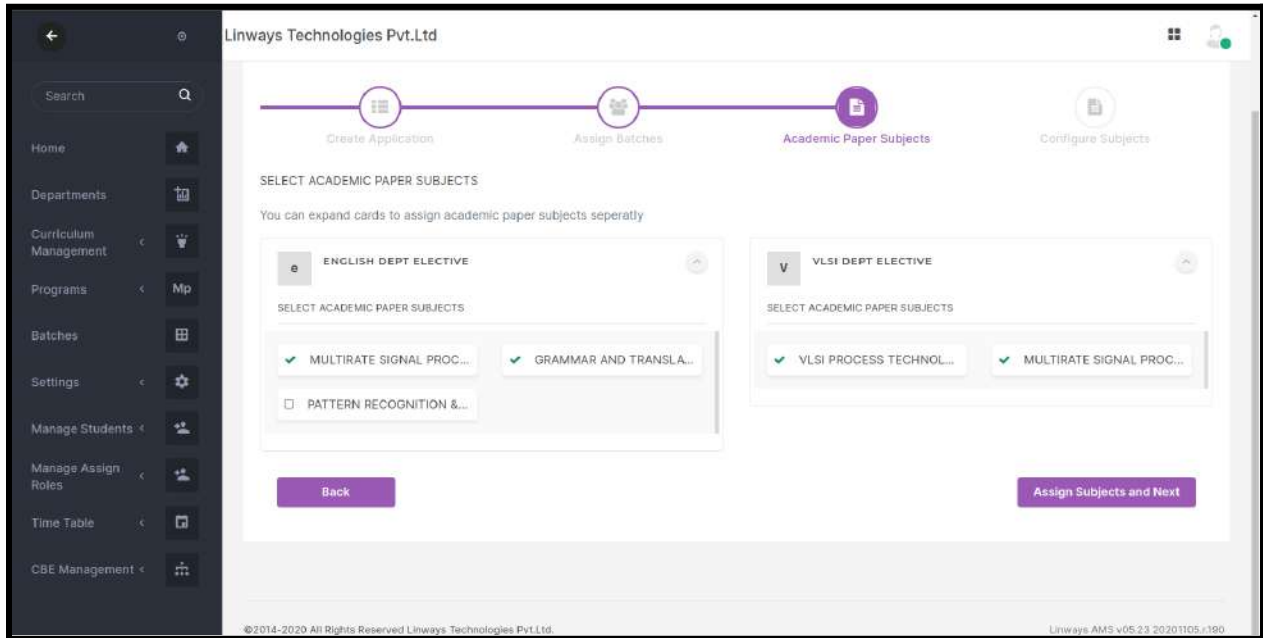 Linways Technologies Pvt.Ltd
Search
Home
Departments
Curriculum
Management
Programs
Mp
Batches
Settings
Manage Students
Manage Assign
Roles
Time Table
CBE Management
Create Application
Assign Batches
Academic Paper Subjects
Configure Subjects
SELECT ACADEMIC PAPER SUBJECTS
You can expand cards to assign academic paper subjects seperatly
e
ENGLISH DEPT ELECTIVE
SELECT ACADEMIC PAPER SUBJECTS
MULTIRATE SIGNAL PROC...
GRAMMAR AND TRANSLA...
PATTERN RECOGNITION &...
V
VLSI DEPT ELECTIVE
SELECT ACADEMIC PAPER SUBJECTS
VLSI PROCESS TECHNOL...
MULTIRATE SIGNAL PROC...
Back
Assign Subjects and Next
©2014-2020 All Rights Reserved Linways Technologies Pvt.Ltd.
Linways AMS v05.23 20201105.r.190